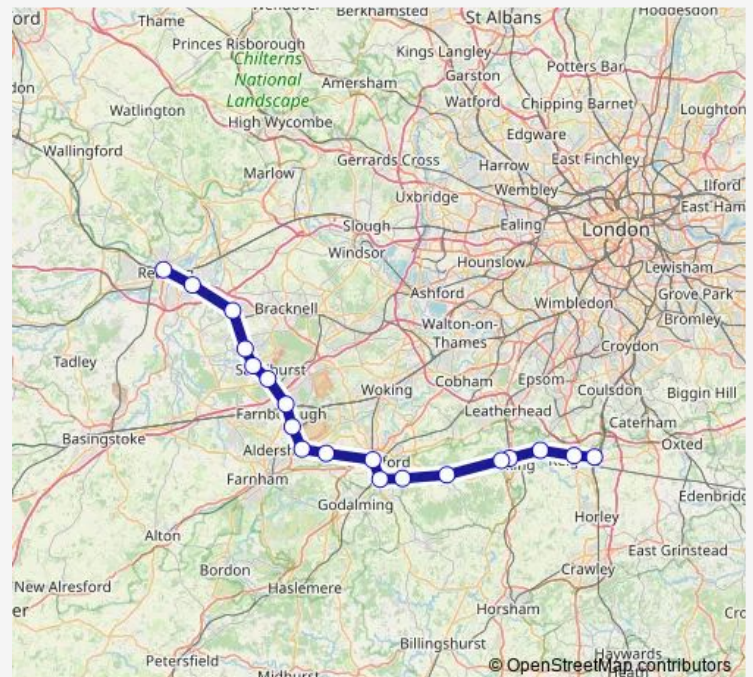 Thame
Berkhamsted
St Albans
Hoddesdon
Princes Risborough
Kings Langley
Chilterns
National
Landscape
Amersham
Garston
Potters Bar
Watlington
Watford
Chipping Barnet
Loughton
High Wycombe
Edgware
Wallingford
Gerrards Cross
Harrow
East Finchley
Marlow
Wembley
Ilford
Uxbridge
East Ham
Slough
Ealing
London
Windsor
Hounslow
Lewisham
Ashford
Grove Park
Bracknell
Wimbledon
Bromley
Walton-on-
Thames
Croydon
Tadley
Cobham
Epsom
Coulsdon
Biggin Hill
Woking
Leatherhead
Caterham
Basingstoke
Oxted
Farnham
Godalming
Horley
Edenbridg
Alton
East Grinstead
Bordon
Crawley
New Alresford
Haslemere
Horsham
Billingshurst
Haywards
Heath
Petersfield
Midhurst
© OpenStreetMap contributors